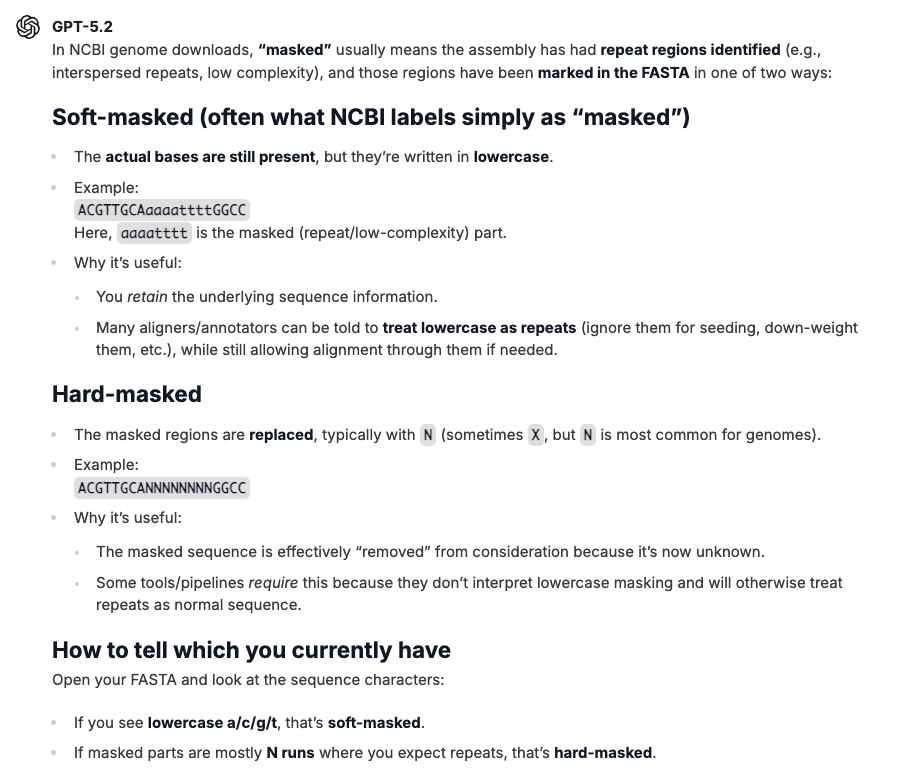 GPT-5.2
In NCBI genome downloads, “masked” usually means the assembly has had repeat regions identified (e.g.,
interspersed repeats, low complexity), and those regions have been marked in the FASTA in one of two ways:
Soft-masked (often what NCBI labels simply as “masked”)
The actual bases are still present, but they’re written in lowercase.
Example:
ACGTTGCAaaaattttGGCC
Here, aaaatttt is the masked (repeat/low-complexity) part.
Why it’s useful:
You retain the underlying sequence information.
Many aligners/annotators can be told to treat lowercase as repeats (ignore them for seeding, down-weight
them, etc.), while still allowing alignment through them if needed.
Hard-masked
The masked regions are replaced, typically with N (sometimes X, but N is most common for genomes).
Example:
ACGTTGCANNNNNNNNGGCC
Why it’s useful:
The masked sequence is effectively “removed” from consideration because it’s now unknown.
Some tools/pipelines require this because they don’t interpret lowercase masking and will otherwise treat
repeats as normal sequence.
How to tell which you currently have
Open your FASTA and look at the sequence characters:
If you see lowercase a/c/g/t, that’s soft-masked.
If masked parts are mostly N runs where you expect repeats, that’s hard-masked.